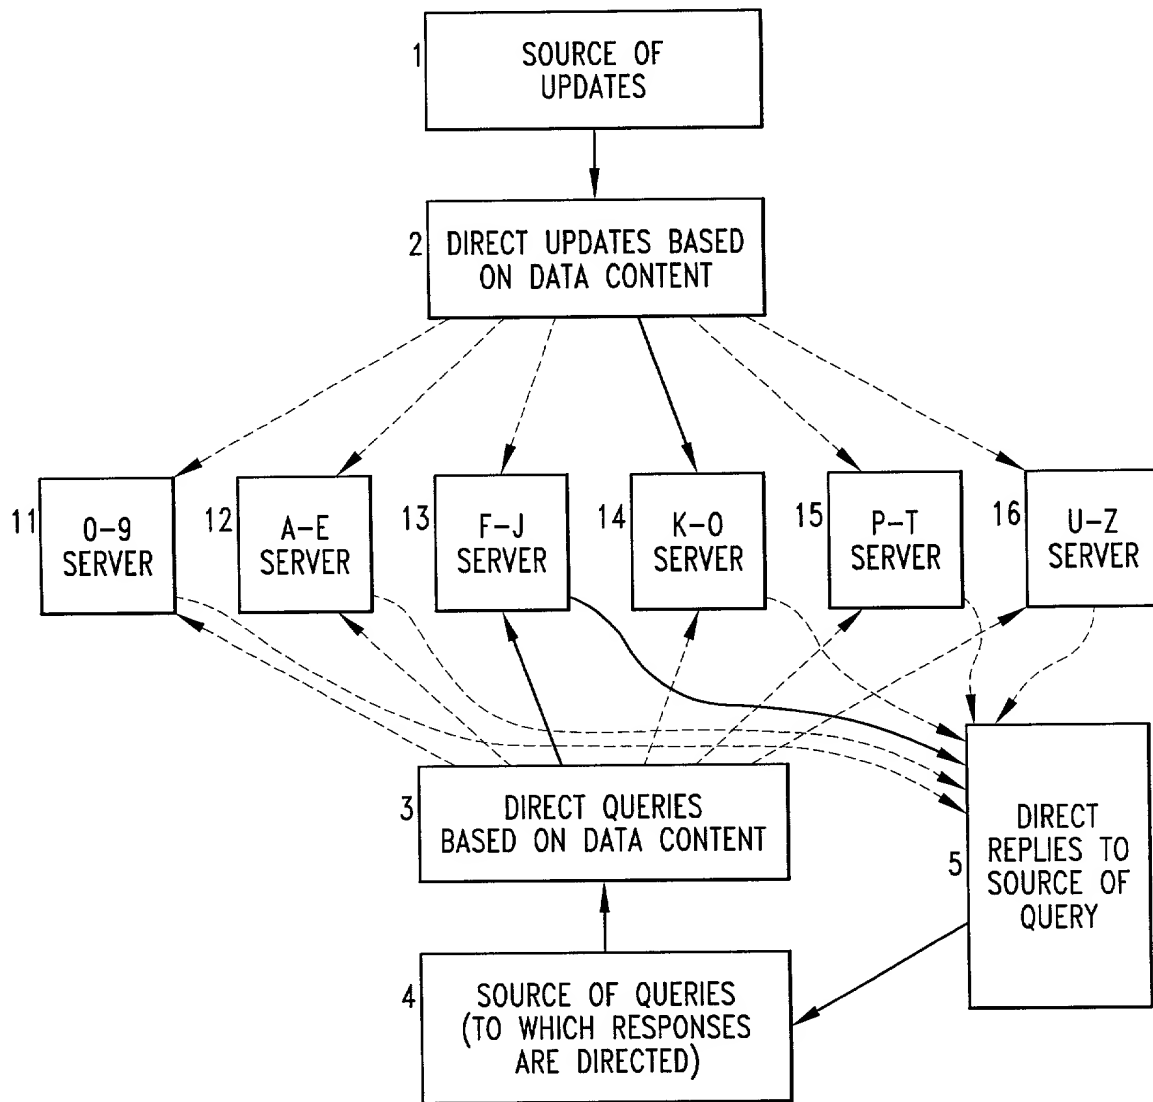 1
SOURCE OF
UPDATES
2
DIRECT UPDATES BASED
ON DATA CONTENT
11
0-9
SERVER
12
A-E
SERVER
13
F-J
SERVER
14
K-O
SERVER
15
P-T
SERVER
16
U-Z
SERVER
3
DIRECT QUERIES
BASED ON DATA CONTENT
5
DIRECT
REPLIES TO
SOURCE OF
QUERY
4
SOURCE OF QUERIES
(TO WHICH RESPONSES
ARE DIRECTED)